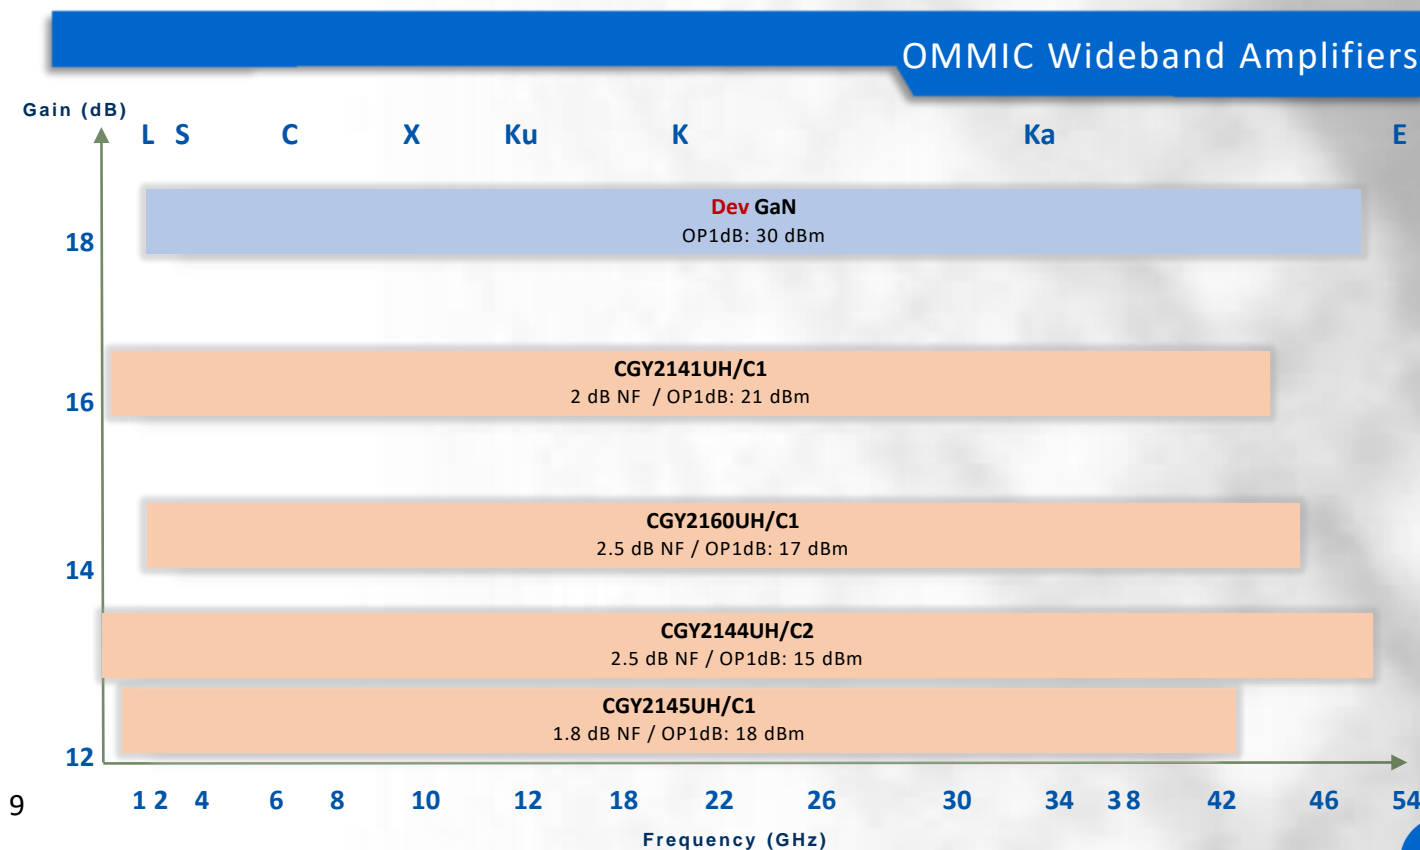 OMMIC Wideband Amplifiers
Gain (dB)
L S C X Ku K Ka E
Dev GaN
OP1dB: 30 dBm
18
CGY2141UH/C1
2 dB NF / OP1dB: 21 dBm
16
CGY2160UH/C1
2.5 dB NF / OP1dB: 17 dBm
14
CGY2144UH/C2
2.5 dB NF / OP1dB: 15 dBm
CGY2145UH/C1
1.8 dB NF / OP1dB: 18 dBm
12
1 2 4 6 8 10 12 18 22 26 30 34 38 42 46 54
9
Frequency (GHz)